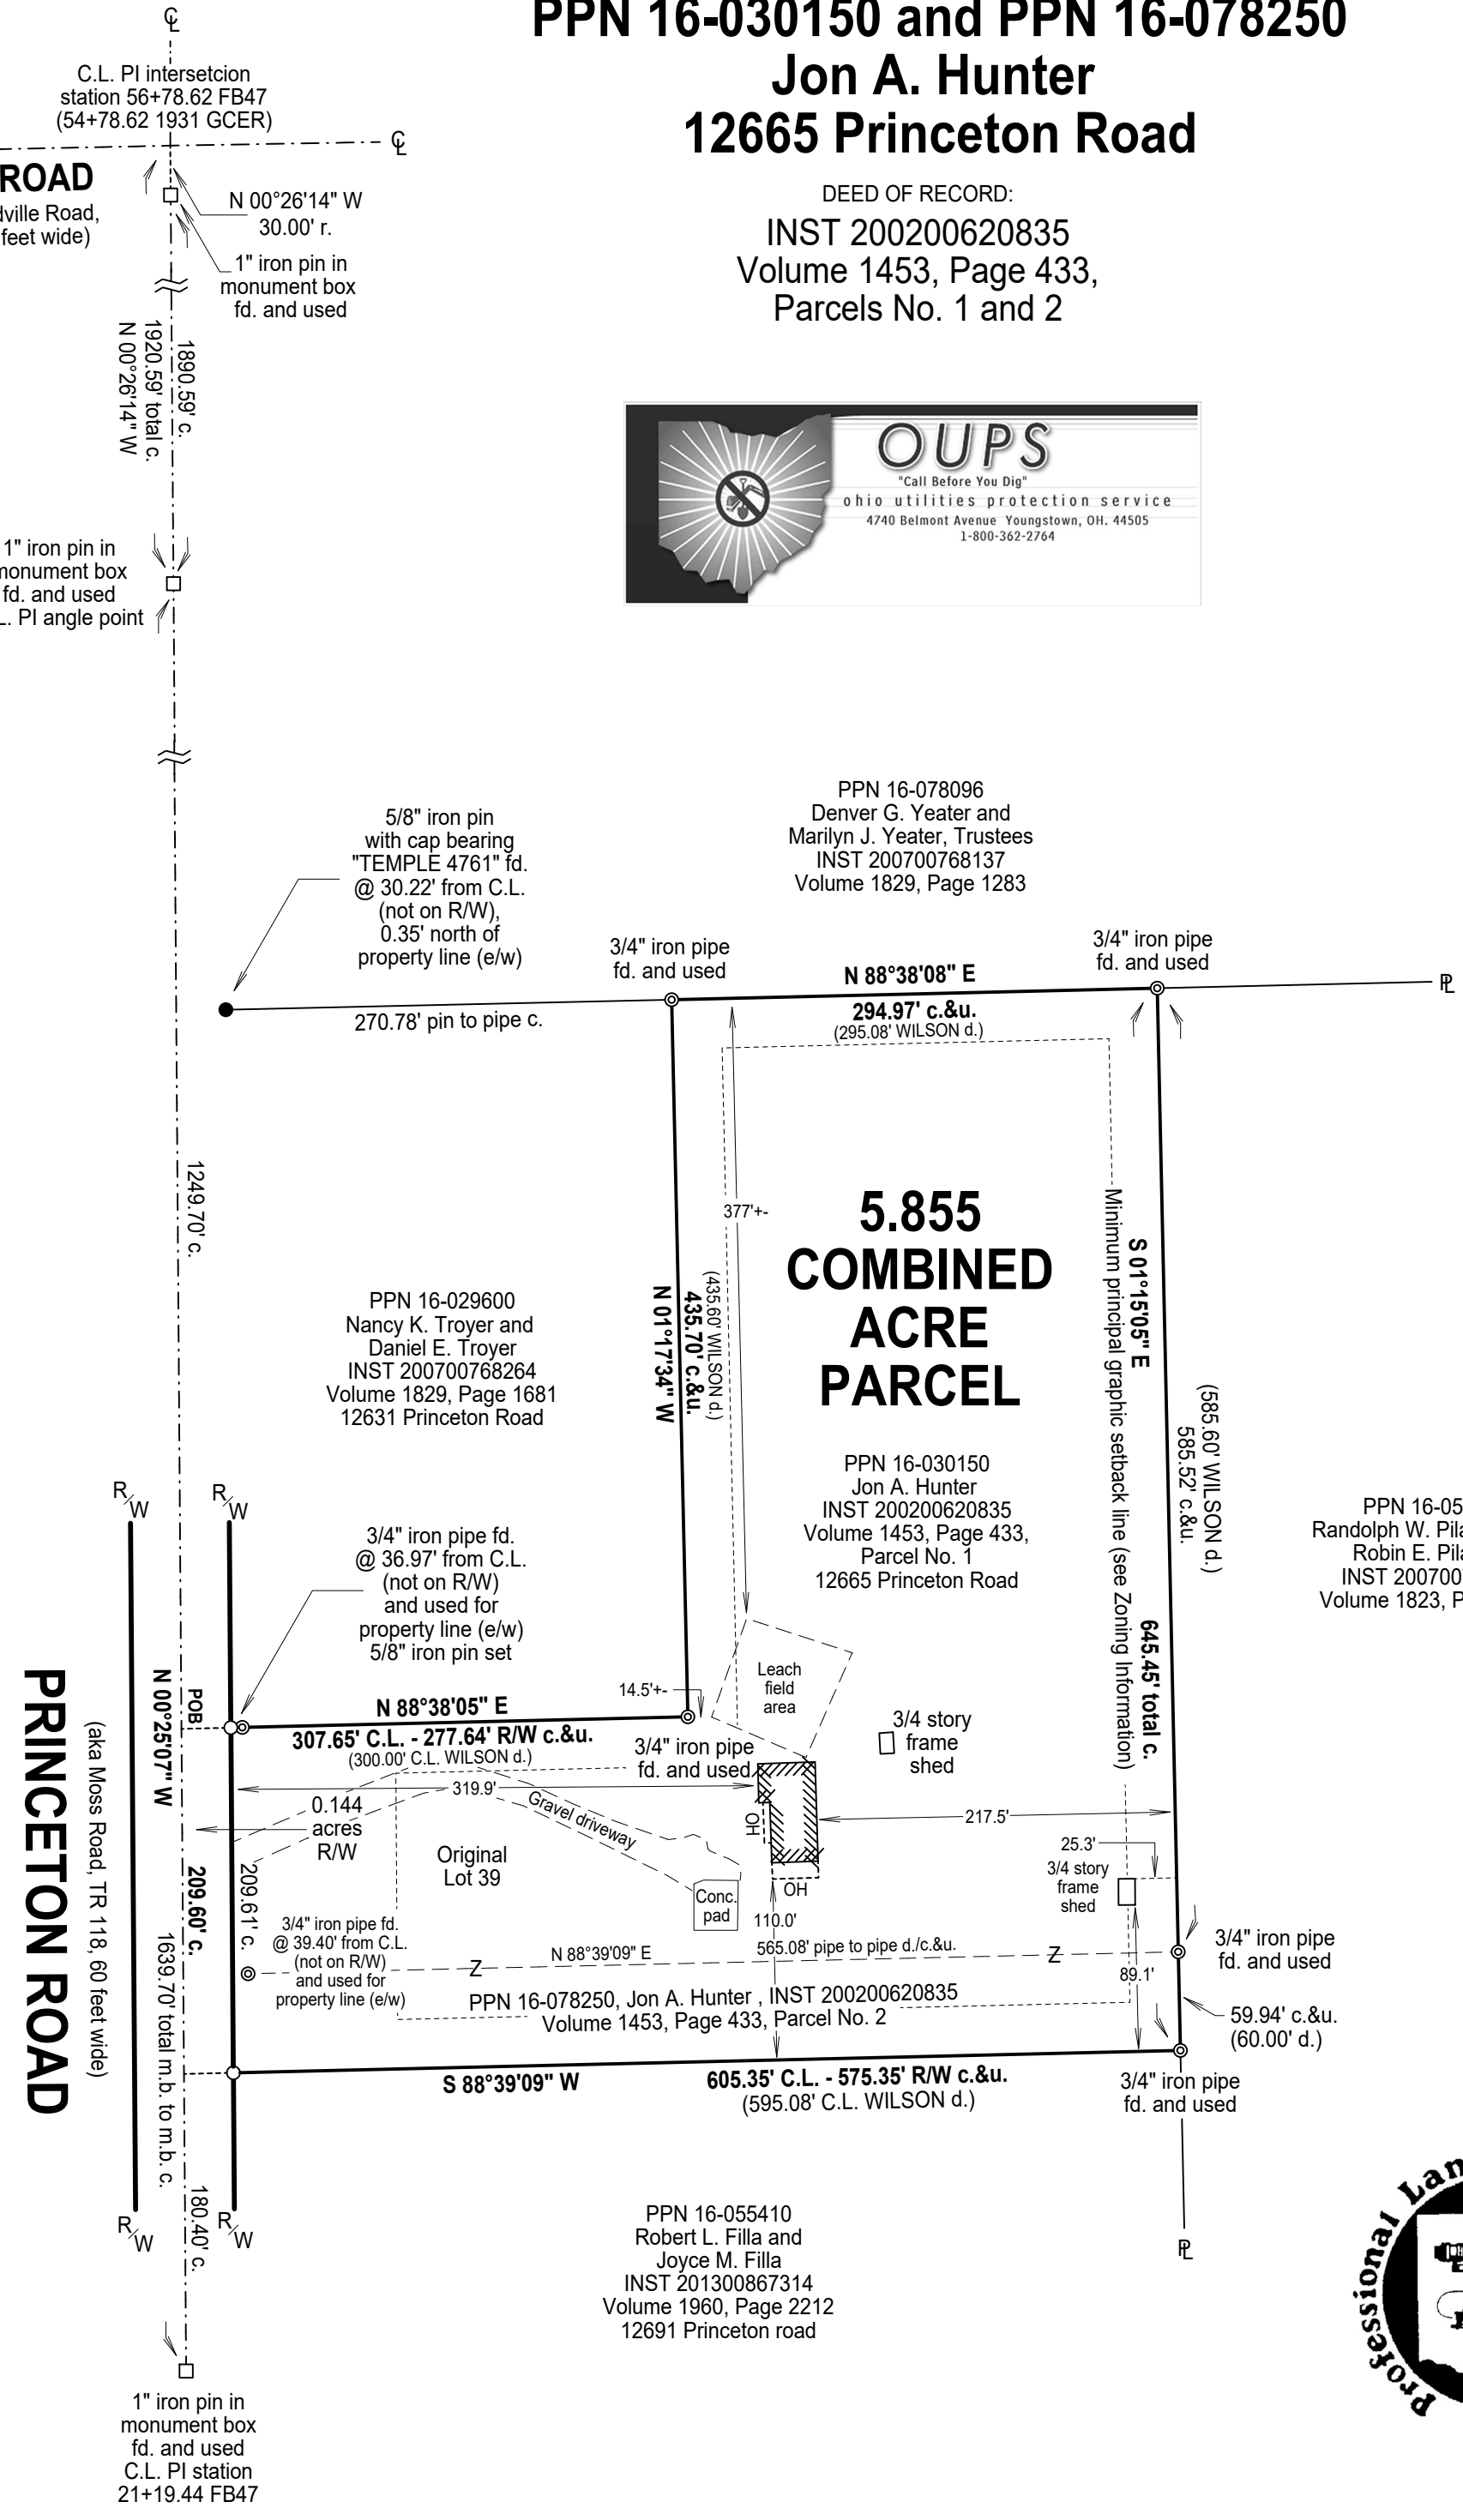 PPN 16-030150 and PPN 16-078250
Jon A. Hunter
12665 Princeton Road
DEED OF RECORD:
INST 200200620835
Volume 1453, Page 433,
Parcels No. 1 and 2
C.L. PI intersetcion
station 56+78.62 FB47
(54+78.62 1931 GCER)
ROAD
ville Road,
feet wide)
N 00°26'14" W
30.00' r.
1" iron pin in
monument box
fd. and used
1890.59' c.
1920.59' total c.
N 00°26'14" W
OUPS
"Call Before You Dig"
ohio utilities protection service
4740 Belmont Avenue Youngstown, OH. 44505
1-800-362-2764
1" iron pin in
monument box
fd. and used
L. PI angle point
PPN 16-078096
Denver G. Yeater and
Marilyn J. Yeater, Trustees
INST 200700768137
Volume 1829, Page 1283
5/8" iron pin
with cap bearing
"TEMPLE 4761" fd.
@ 30.22' from C.L.
(not on R/W),
0.35' north of
property line (e/w)
3/4" iron pipe
fd. and used
3/4" iron pipe
fd. and used
N 88°38'08" E
294.97' c.&u.
(295.08' WILSON d.)
270.78' pin to pipe c.
PL
1249.70' c.
377'+-
5.855
COMBINED
ACRE
PARCEL
(435.60' WILSON d.)
435.70' c.&u.
N 01°17'34" W
S 01°15'05" E
Minimum principal graphic setback line (see Zoning Information)
(585.60' WILSON d.)
585.52' c.&u.
645.45' total c.
PPN 16-029600
Nancy K. Troyer and
Daniel E. Troyer
INST 200700768264
Volume 1829, Page 1681
12631 Princeton Road
PPN 16-030150
Jon A. Hunter
INST 200200620835
Volume 1453, Page 433,
Parcel No. 1
12665 Princeton Road
PPN 16-05
Randolph W. Pila
Robin E. Pila
INST 200700
Volume 1823, P
R/W
R/W
3/4" iron pipe fd.
@ 36.97' from C.L.
(not on R/W)
and used for
property line (e/w)
5/8" iron pin set
PRINCETON ROAD
(aka Moss Road, TR 118, 60 feet wide)
N 00°25'07" W
POB
14.5'+-
Leach
field
area
N 88°38'05" E
307.65' C.L. - 277.64' R/W c.&u.
(300.00' C.L. WILSON d.)
3/4" iron pipe
fd. and used
3/4 story
frame
shed
319.9'
Gravel driveway
0.144
acres
R/W
OH
217.5'
25.3'
3/4 story
frame
shed
Original
Lot 39
209.60' c.
209.61' c.
1639.70' total m.b. to m.b. c.
Conc.
pad
OH
110.0'
3/4" iron pipe fd.
@ 39.40' from C.L.
(not on R/W)
and used for
property line (e/w)
Z
N 88°39'09" E
565.08' pipe to pipe d./c.&u.
Z
89.1'
3/4" iron pipe
fd. and used
PPN 16-078250, Jon A. Hunter , INST 200200620835
Volume 1453, Page 433, Parcel No. 2
59.94' c.&u.
(60.00' d.)
S 88°39'09" W
605.35' C.L. - 575.35' R/W c.&u.
(595.08' C.L. WILSON d.)
3/4" iron pipe
fd. and used
180.40' c.
R/W
R/W
PPN 16-055410
Robert L. Filla and
Joyce M. Filla
INST 201300867314
Volume 1960, Page 2212
12691 Princeton road
PL
Professional Lan
1" iron pin in
monument box
fd. and used
C.L. PI station
21+19.44 FB47